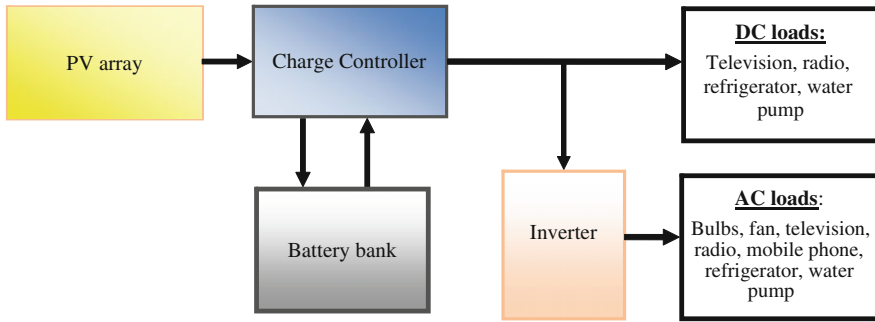 PV array
Charge Controller
DC loads:
Television, radio,
refrigerator, water
pump
Battery bank
Inverter
AC loads:
Bulbs, fan, television,
radio, mobile phone,
refrigerator, water
pump